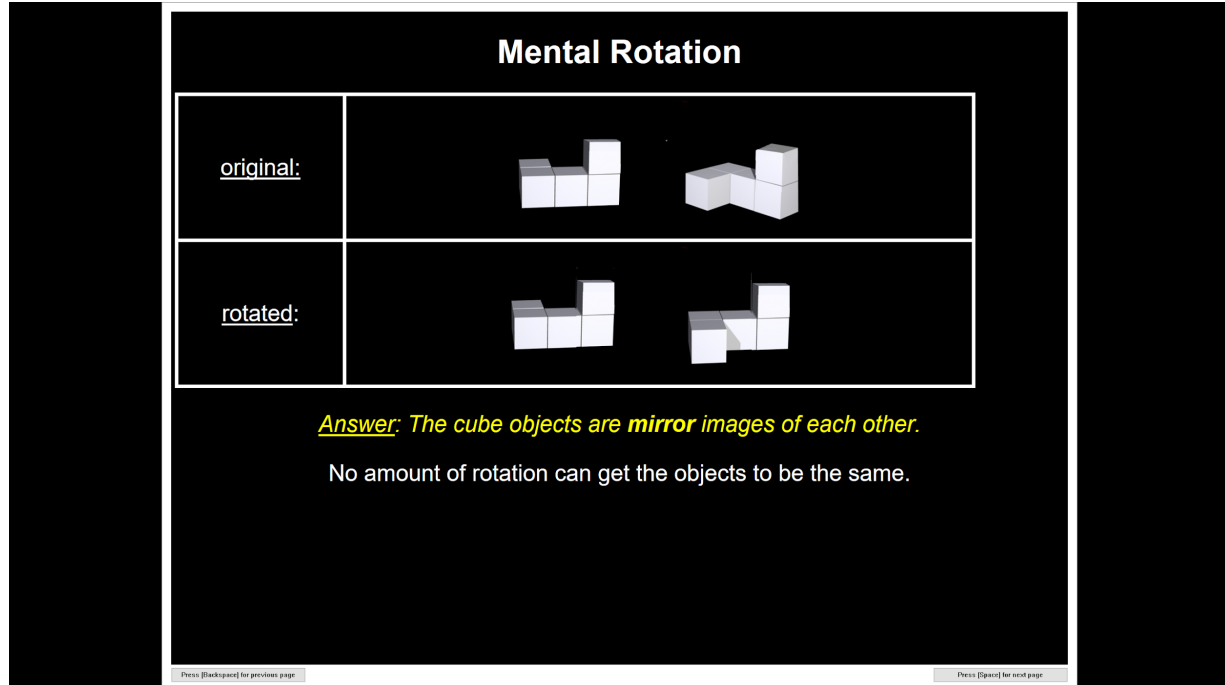 Mental Rotation
original:
rotated:
Answer: The cube objects are mirror images of each other.
No amount of rotation can get the objects to be the same.
Press [Backspace] for previous page
Press [Space] for next page